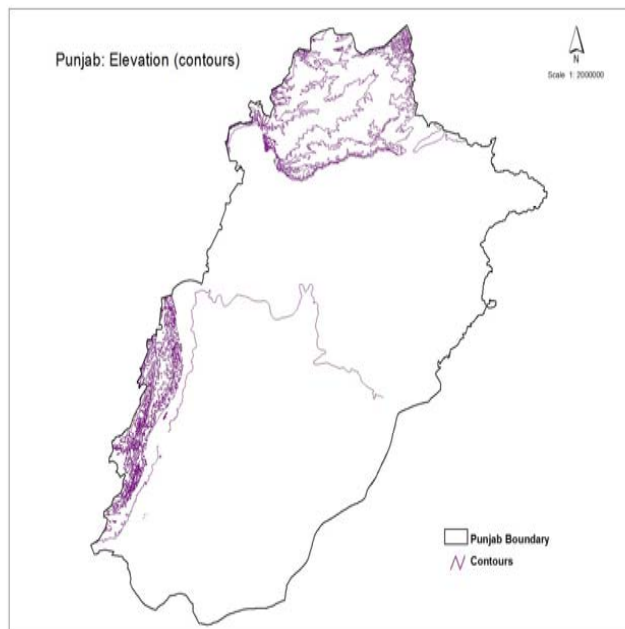 Punjab: Elevation (contours)
N
Scale 1: 2000000
Punjab Boundary
Contours